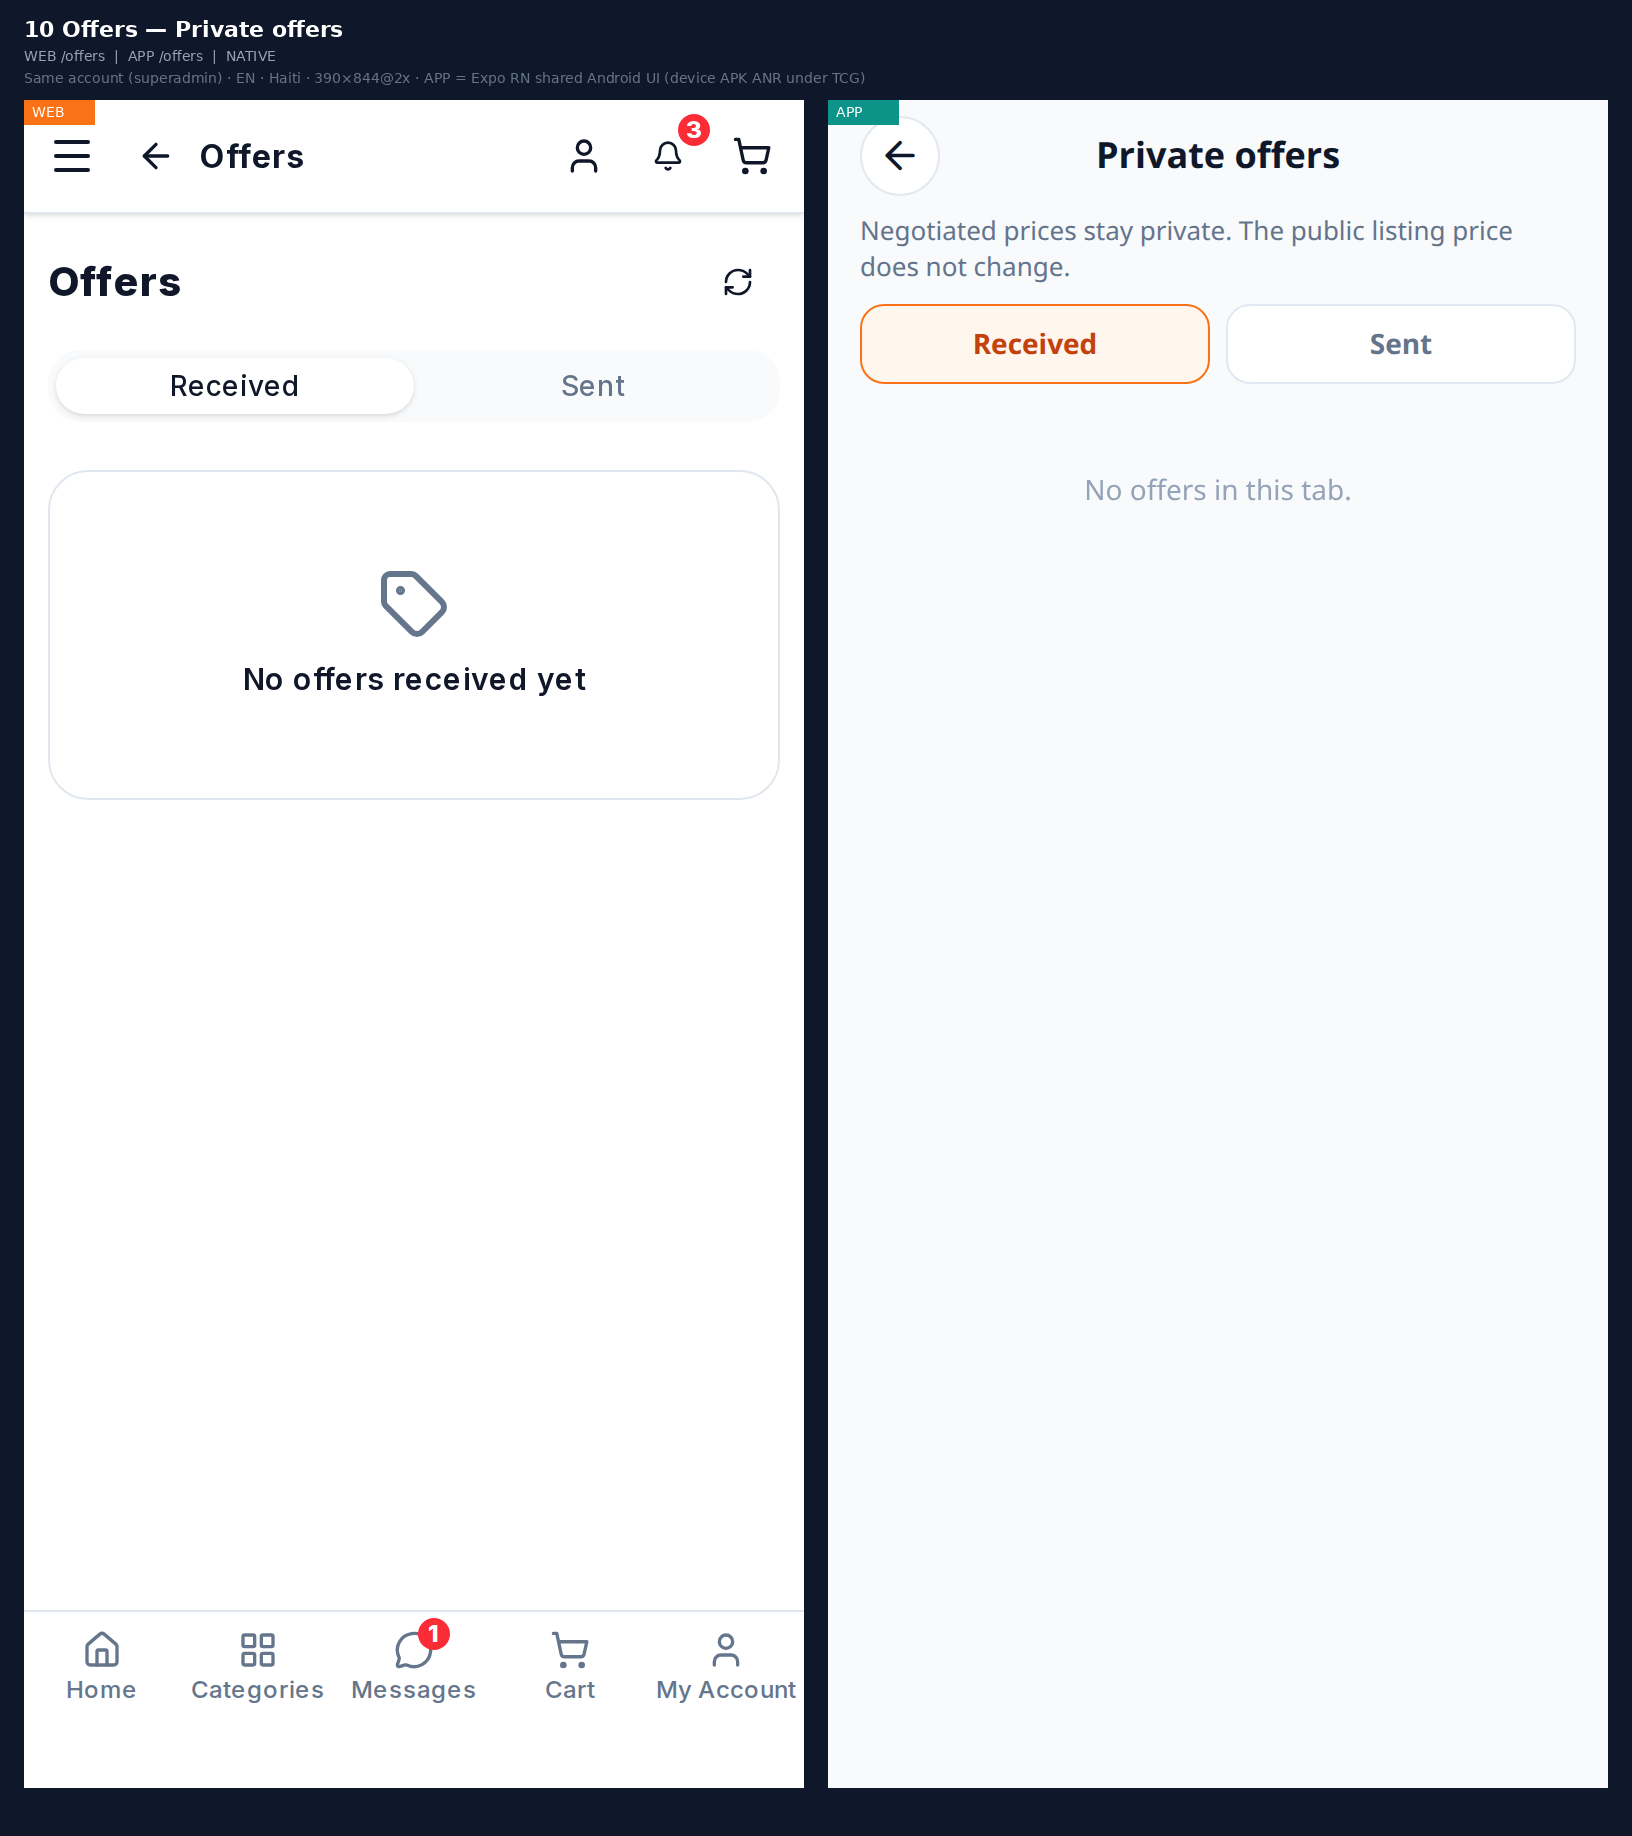 10 Offers — Private offers
WEB /offers | APP /offers | NATIVE
Same account (superadmin) · EN · Haiti · 390×844@2x · APP = Expo RN shared Android UI (device APK ANR under TCG)
WEB
Offers
3
Offers
Received
Sent
No offers received yet
Home
Categories
1
Messages
Cart
My Account
APP
Private offers
Negotiated prices stay private. The public listing price
does not change.
Received
Sent
No offers in this tab.